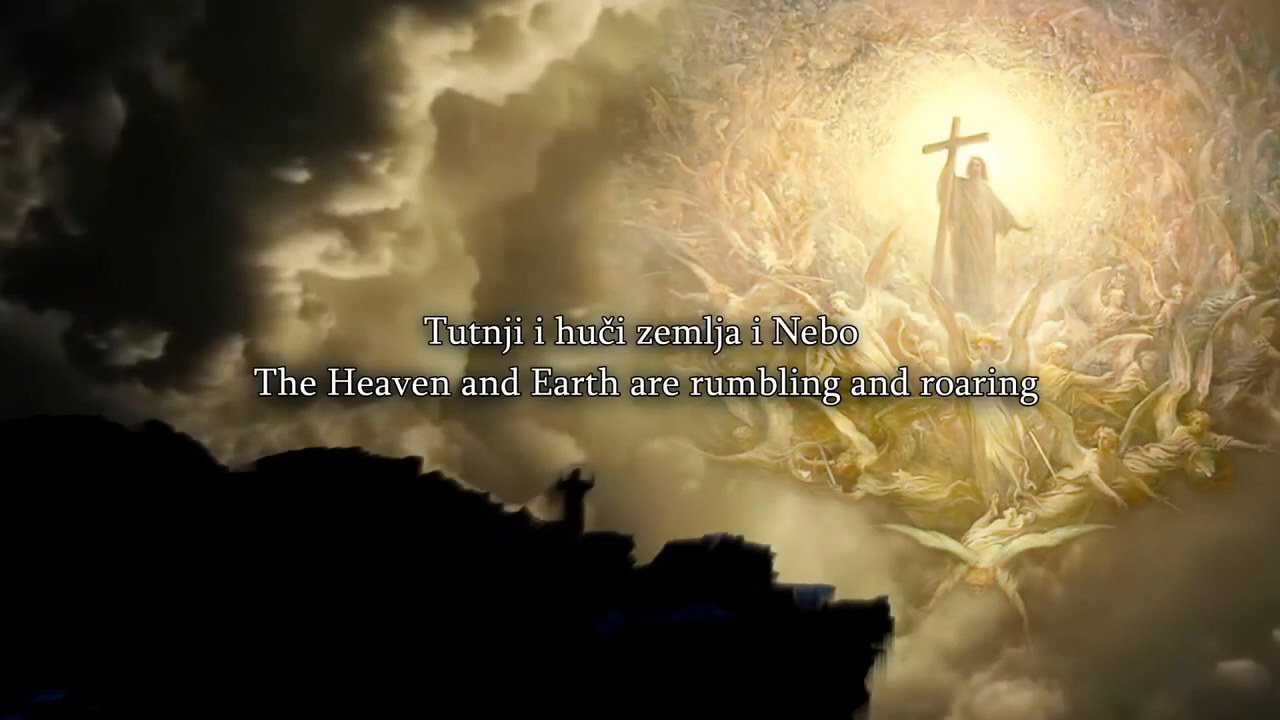 Tutnji i huči zemlja i Nebo
The Heaven and Earth are rumbling and roaring